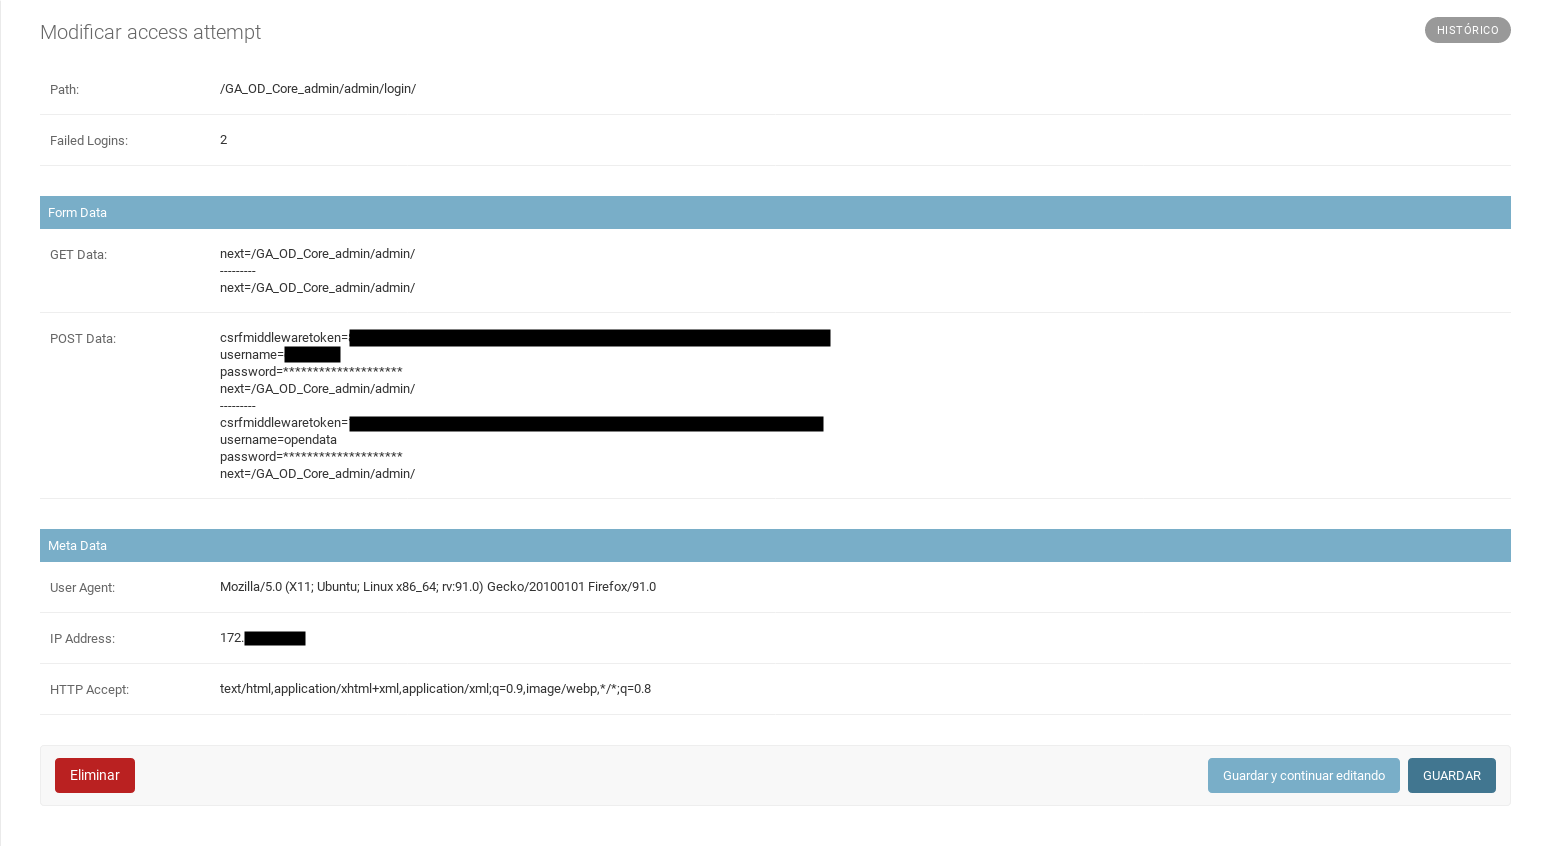 Modificar access attempt
HISTÓRICO
Path: /GA_OD_Core_admin/admin/login/
Failed Logins: 2
Form Data
GET Data: next=/GA_OD_Core_admin/admin/
---------
next=/GA_OD_Core_admin/admin/
POST Data: csrfmiddlewaretoken=
username=
password=********************
next=/GA_OD_Core_admin/admin/
---------
csrfmiddlewaretoken=
username=opendata
password=********************
next=/GA_OD_Core_admin/admin/
Meta Data
User Agent: Mozilla/5.0 (X11; Ubuntu; Linux x86_64; rv:91.0) Gecko/20100101 Firefox/91.0
IP Address: 172.
HTTP Accept: text/html,application/xhtml+xml,application/xml;q=0.9,image/webp,*/*;q=0.8
Eliminar
Guardar y continuar editando
GUARDAR